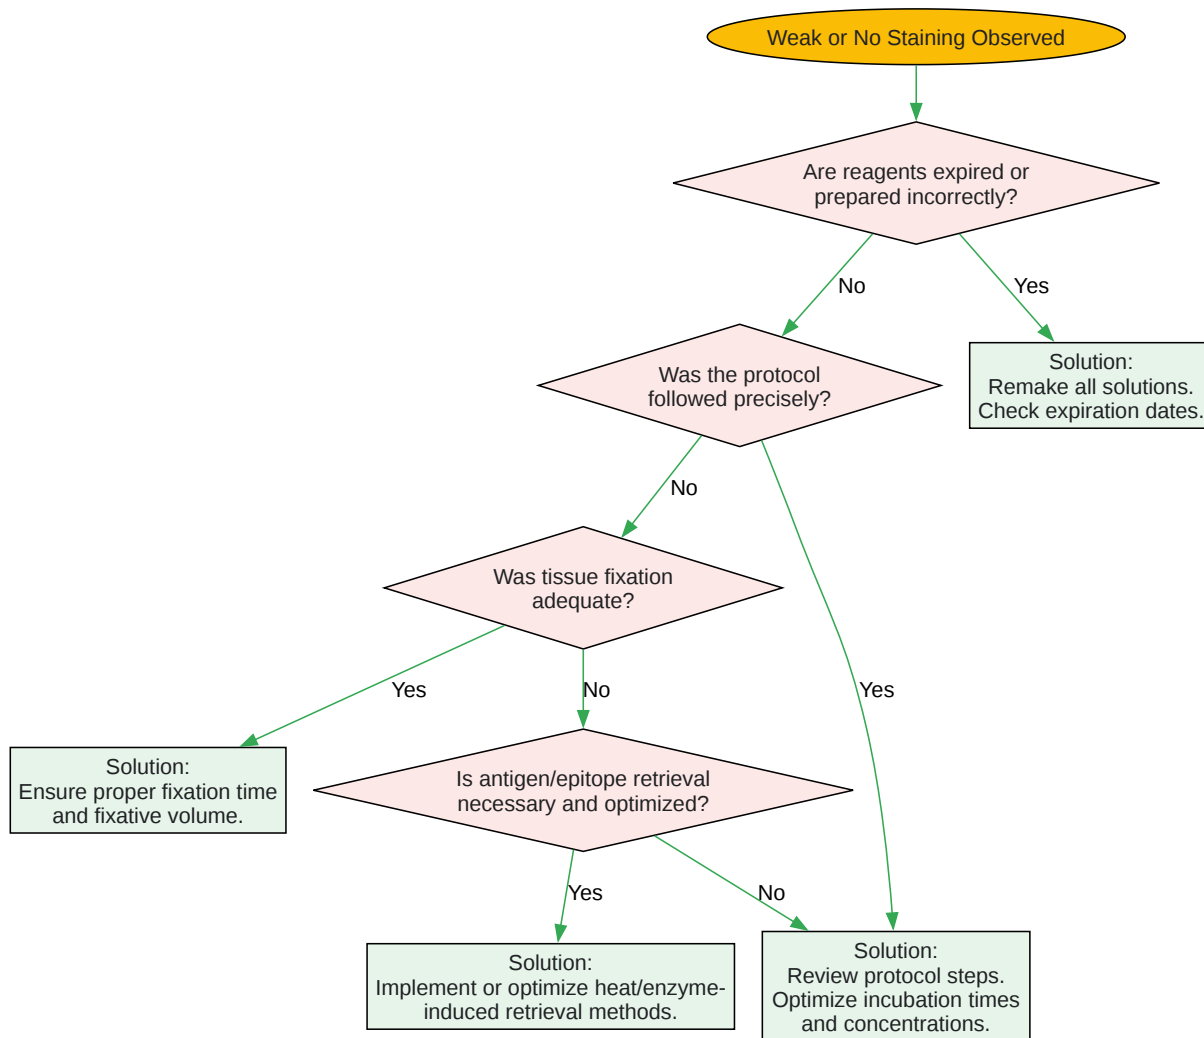 Weak or No Staining Observed
Are reagents expired or
prepared incorrectly?
No
Yes
Was the protocol
followed precisely?
Solution:
Remake all solutions.
Check expiration dates.
No
Was tissue fixation
adequate?
Yes
No
Yes
Solution:
Ensure proper fixation time
and fixative volume.
Is antigen/epitope retrieval
necessary and optimized?
Yes
No
Solution:
Implement or optimize heat/enzyme-
induced retrieval methods.
Solution:
Review protocol steps.
Optimize incubation times
and concentrations.